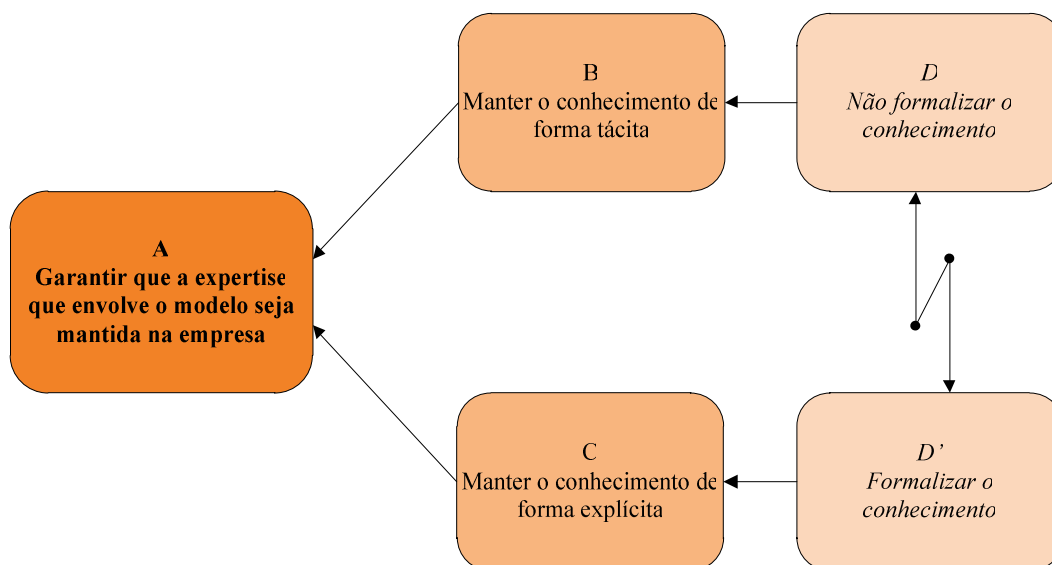 B
Manter o conhecimento de
forma tácita
D
Não formalizar o
conhecimento
A
Garantir que a expertise
que envolve o modelo seja
mantida na empresa
C
Manter o conhecimento de
forma explícita
D’
Formalizar o
conhecimento